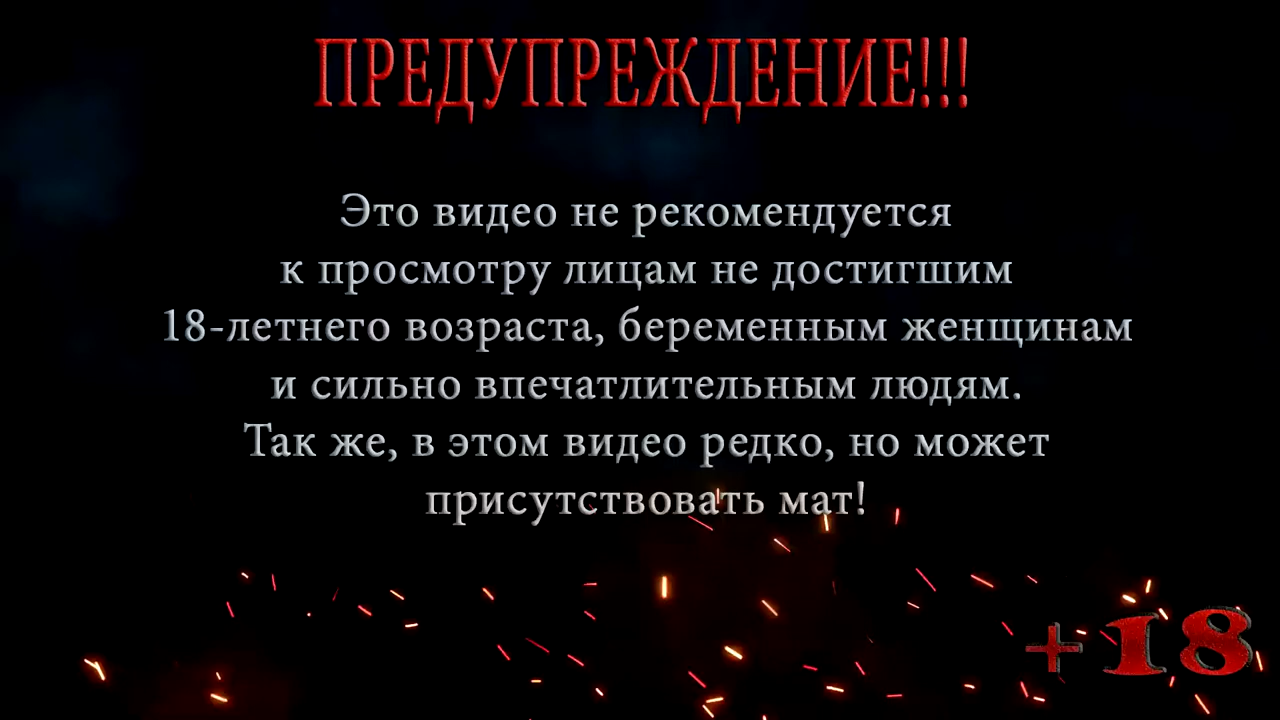 ПРЕДУПРЕЖДЕНИЕ!!!
Это видео не рекомендуется
к просмотру лицам не достигшим
18-летнего возраста, беременным женщинам
и сильно впечатлительным людям.
Так же, в этом видео редко, но может
присутствовать мат!
+18